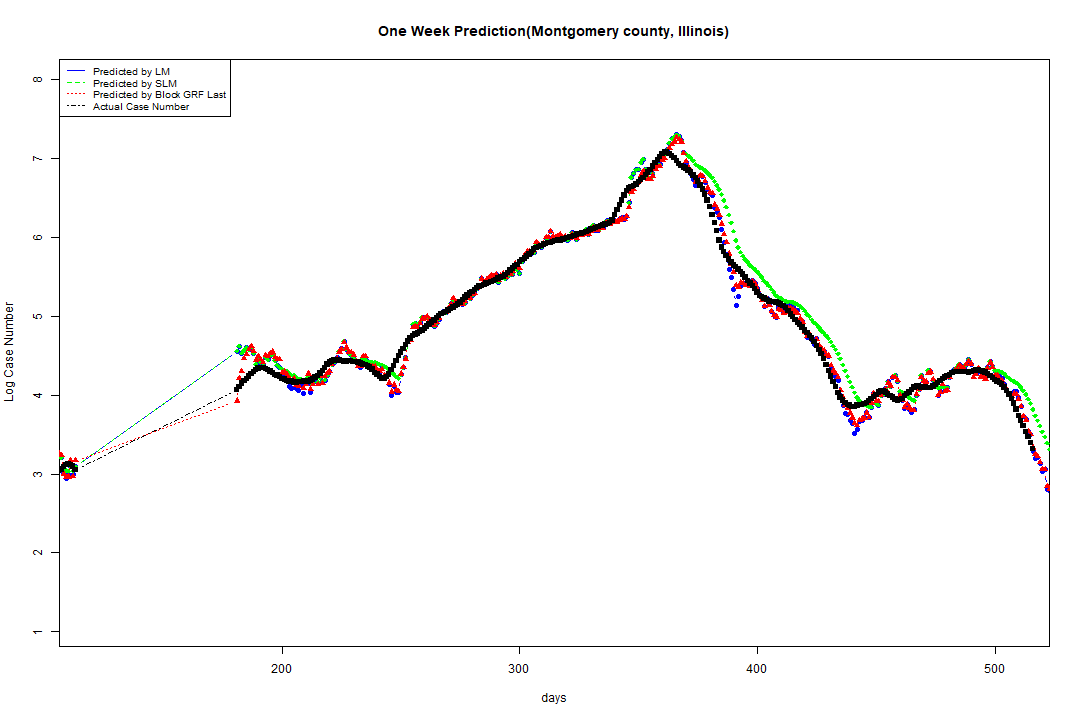 One Week Prediction(Montgomery county, Illinois)
Predicted by LM
Predicted by SLM
Predicted by Block GRF Last
Actual Case Number
8
7
6
5
4
3
2
1
Log Case Number
200 300 400 500
days